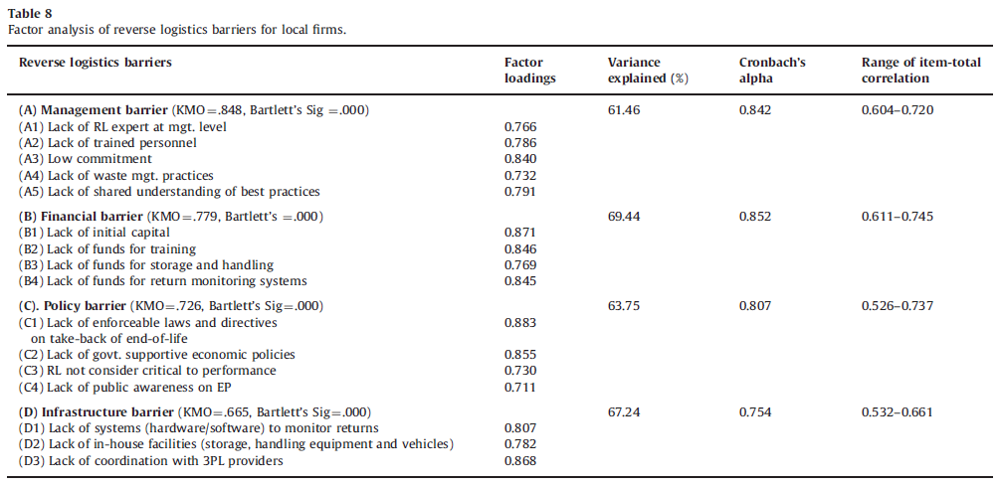 Table 8
Factor analysis of reverse logistics barriers for local firms.
Reverse logistics barriers Factor loadings Variance explained (%) Cronbach's alpha Range of item-total correlation
(A) Management barrier (KMO=.848, Bartlett's Sig =.000) 61.46 0.842 0.604–0.720
(A1) Lack of RL expert at mgt. level 0.766
(A2) Lack of trained personnel 0.786
(A3) Low commitment 0.840
(A4) Lack of waste mgt. practices 0.732
(A5) Lack of shared understanding of best practices 0.791
(B) Financial barrier (KMO=.779, Bartlett's =.000) 69.44 0.852 0.611–0.745
(B1) Lack of initial capital 0.871
(B2) Lack of funds for training 0.846
(B3) Lack of funds for storage and handling 0.769
(B4) Lack of funds for return monitoring systems 0.845
(C). Policy barrier (KMO=.726, Bartlett's Sig=.000) 63.75 0.807 0.526–0.737
(C1) Lack of enforceable laws and directives 0.883
on take-back of end-of-life
(C2) Lack of govt. supportive economic policies 0.855
(C3) RL not consider critical to performance 0.730
(C4) Lack of public awareness on EP 0.711
(D) Infrastructure barrier (KMO=.665, Bartlett's Sig=.000) 67.24 0.754 0.532–0.661
(D1) Lack of systems (hardware/software) to monitor returns 0.807
(D2) Lack of in-house facilities (storage, handling equipment and vehicles) 0.782
(D3) Lack of coordination with 3PL providers 0.868